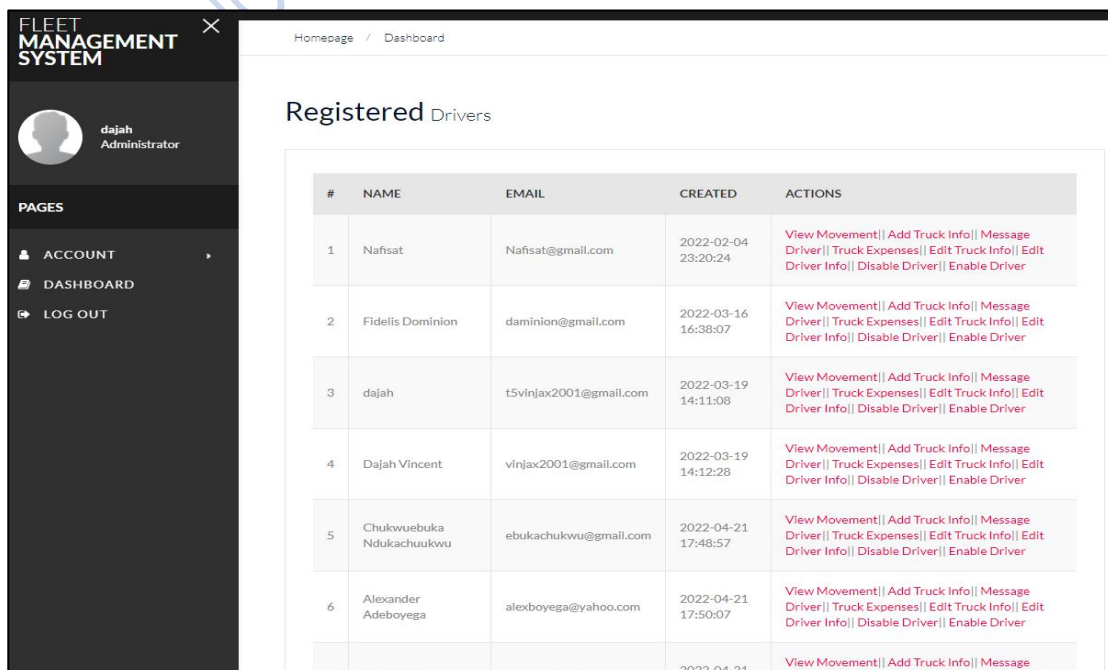 FLEET
MANAGEMENT
SYSTEM
dajah
Administrator
PAGES
ACCOUNT
DASHBOARD
LOG OUT
Homepage / Dashboard
Registered Drivers
# NAME EMAIL CREATED ACTIONS
1 Nafisat Nafisat@gmail.com 2022-02-04
23:20:24
View Movement|| Add Truck Info|| Message
Driver|| Truck Expenses|| Edit Truck Info|| Edit
Driver Info|| Disable Driver|| Enable Driver
2 Fidelis Dominion daminion@gmail.com 2022-03-16
16:38:07
View Movement|| Add Truck Info|| Message
Driver|| Truck Expenses|| Edit Truck Info|| Edit
Driver Info|| Disable Driver|| Enable Driver
3 dajah t5vinjax2001@gmail.com 2022-03-19
14:11:08
View Movement|| Add Truck Info|| Message
Driver|| Truck Expenses|| Edit Truck Info|| Edit
Driver Info|| Disable Driver|| Enable Driver
4 Dajah Vincent vinjax2001@gmail.com 2022-03-19
14:12:28
View Movement|| Add Truck Info|| Message
Driver|| Truck Expenses|| Edit Truck Info|| Edit
Driver Info|| Disable Driver|| Enable Driver
5 Chukwuebuka
Ndukachuukwu
ebukachukwu@gmail.com 2022-04-21
17:48:57
View Movement|| Add Truck Info|| Message
Driver|| Truck Expenses|| Edit Truck Info|| Edit
Driver Info|| Disable Driver|| Enable Driver
6 Alexander
Adeboyega
alexboyega@yahoo.com 2022-04-21
17:50:07
View Movement|| Add Truck Info|| Message
Driver|| Truck Expenses|| Edit Truck Info|| Edit
Driver Info|| Disable Driver|| Enable Driver
2022-04-21
View Movement|| Add Truck Info|| Message